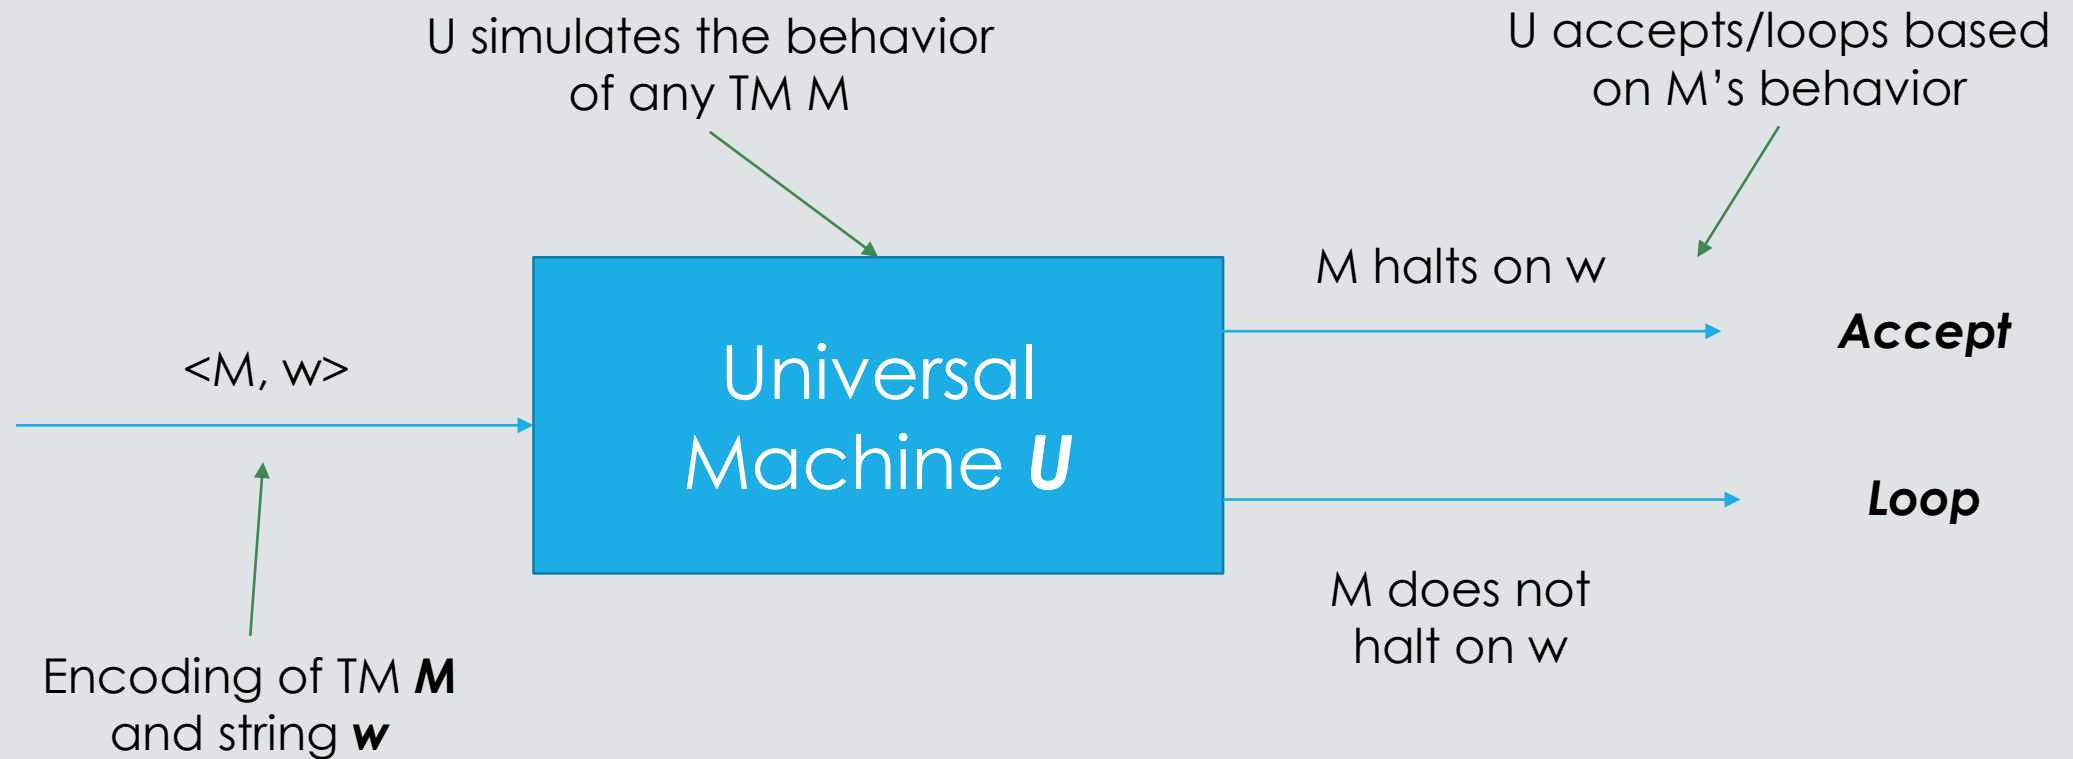 U simulates the behavior
of any TM M
U accepts/loops based
on M's behavior
M halts on w
Accept
<M, w>
Universal
Machine U
Loop
M does not
halt on w
Encoding of TM M
and string w